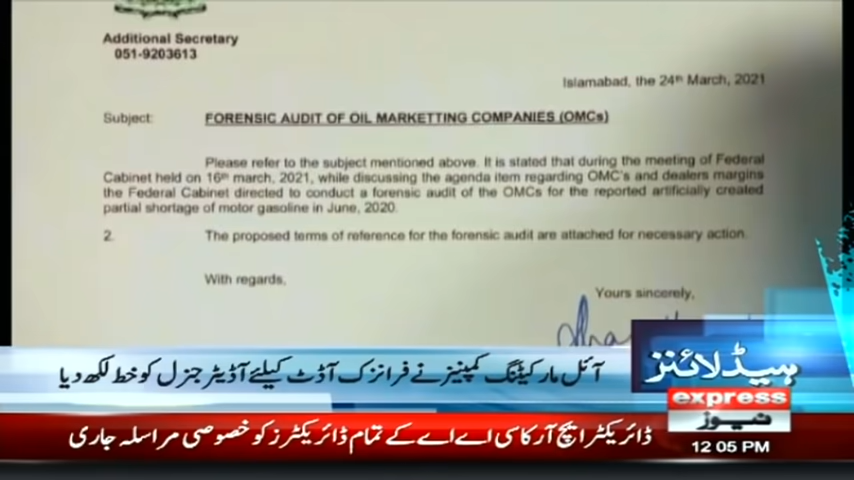 Additional Secretary
051-9203613
Islamabad, the 24th March, 2021
Subject: FORENSIC AUDIT OF OIL MARKETTING COMPANIES (OMCs)
Please refer to the subject mentioned above. It is stated that during the meeting of Federal
Cabinet held on 16th march, 2021, while discussing the agenda item regarding OMC's and dealers margins
the Federal Cabinet directed to conduct a forensic audit of the OMCs for the reported artificially created
partial shortage of motor gasoline in June, 2020.
2. The proposed terms of reference for the forensic audit are attached for necessary action.
With regards,
Yours sincerely,
ہیڈلائنز
آئل مارکیٹنگ کمپنیز نے فرانزک آڈٹ کیلئے آڈیٹر جنرل کو خط لکھ دیا
express
نیوز
ڈائریکٹر ایچ آر کا سی اے اے کے تمام ڈائریکٹرز کو خصوصی مراسلہ جاری
12:05 PM